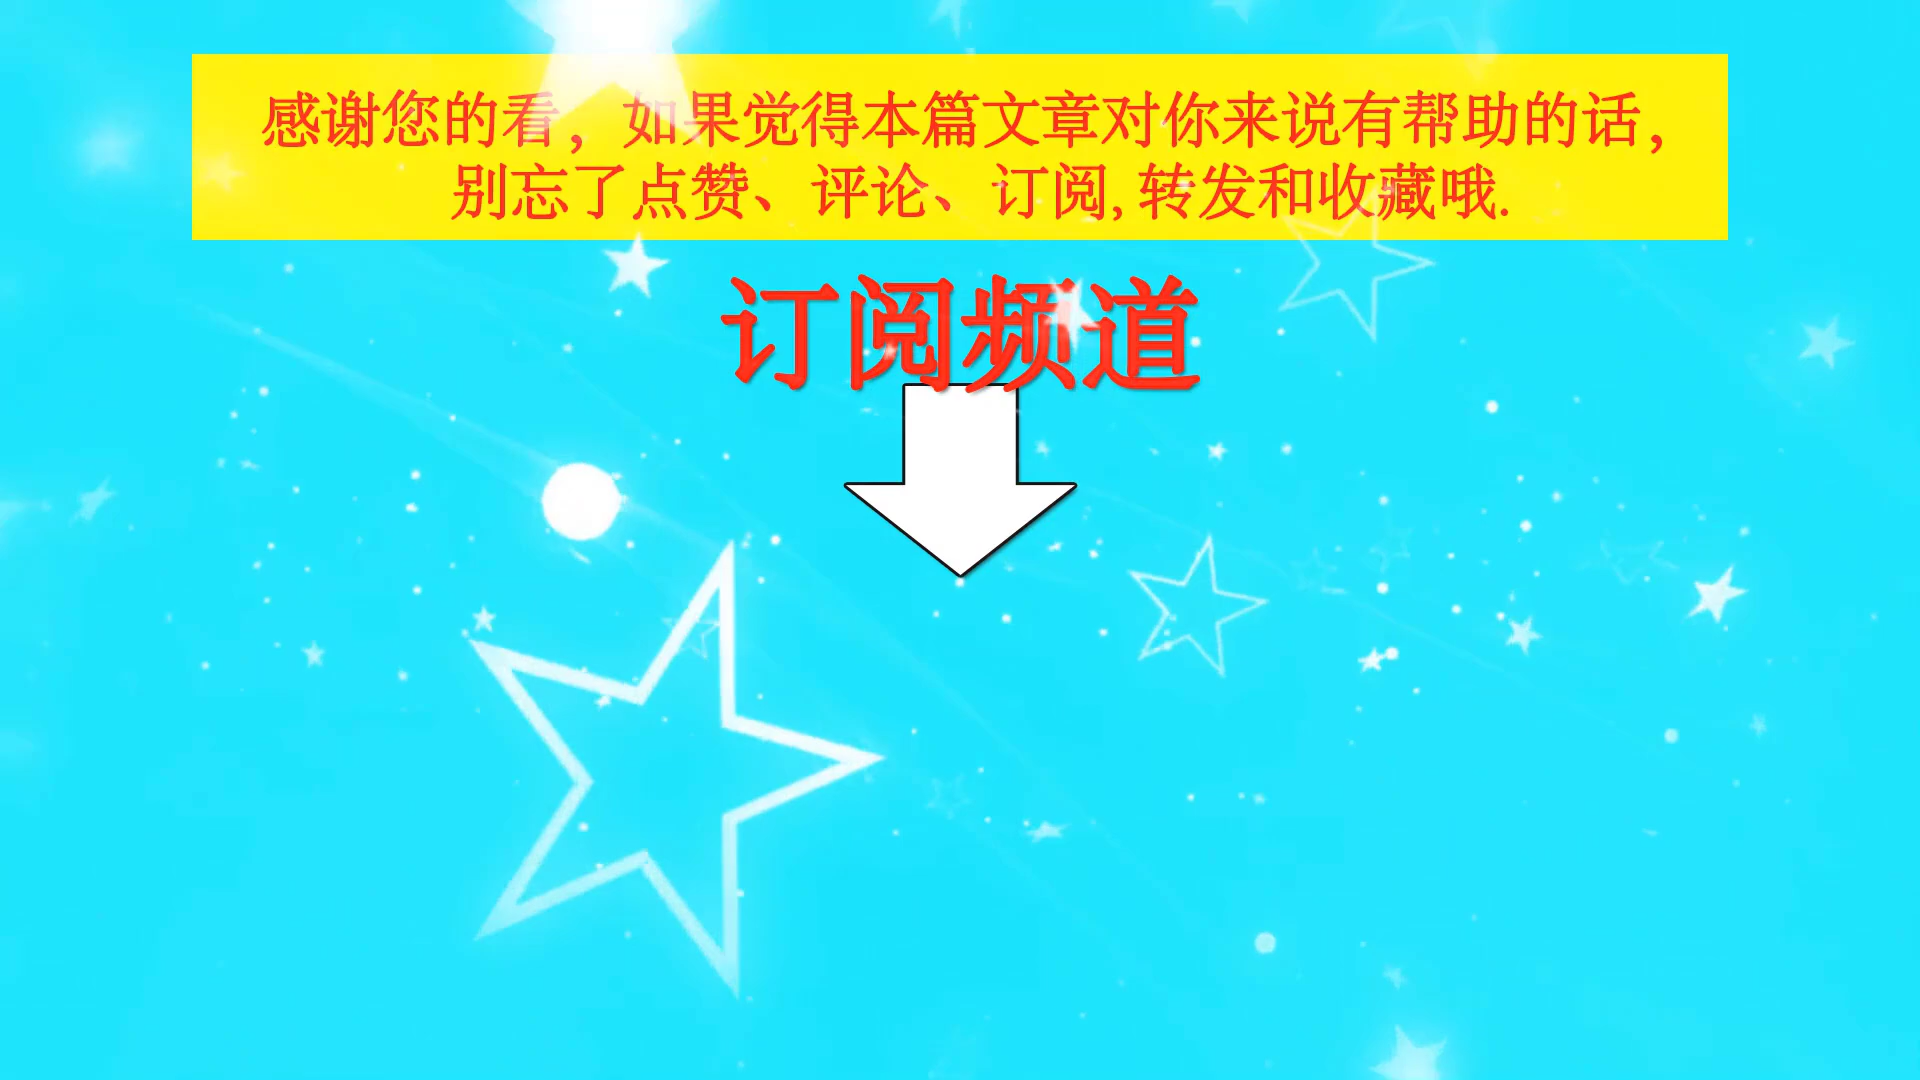 感谢您的看，如果觉得本篇文章对你来说有帮助的话，
别忘了点赞、评论、订阅,转发和收藏哦.
订阅频道